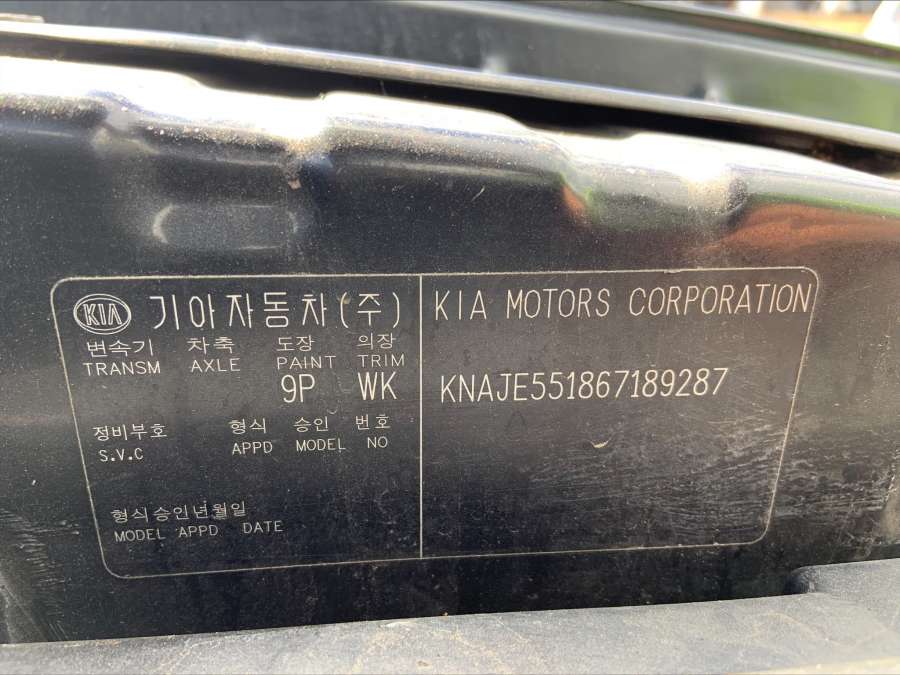 KIA 기아자동차(주) KIA MOTORS CORPORATION
변속기 차축 도장 의장
TRANSM AXLE PAINT TRIM
9P WK KNAJE551867189287
정비부호 형식 승인 번호
S.V.C APPD MODEL NO
형식승인년월일
MODEL APPD DATE